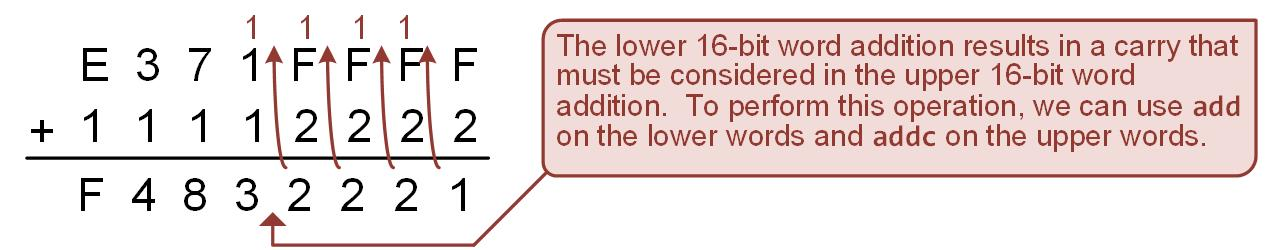 1 1 1 1
E 3 7 1 F F F F
+ 1 1 1 1 2 2 2 2
F 4 8 3 2 2 2 1
The lower 16-bit word addition results in a carry that
must be considered in the upper 16-bit word
addition. To perform this operation, we can use add
on the lower words and addc on the upper words.